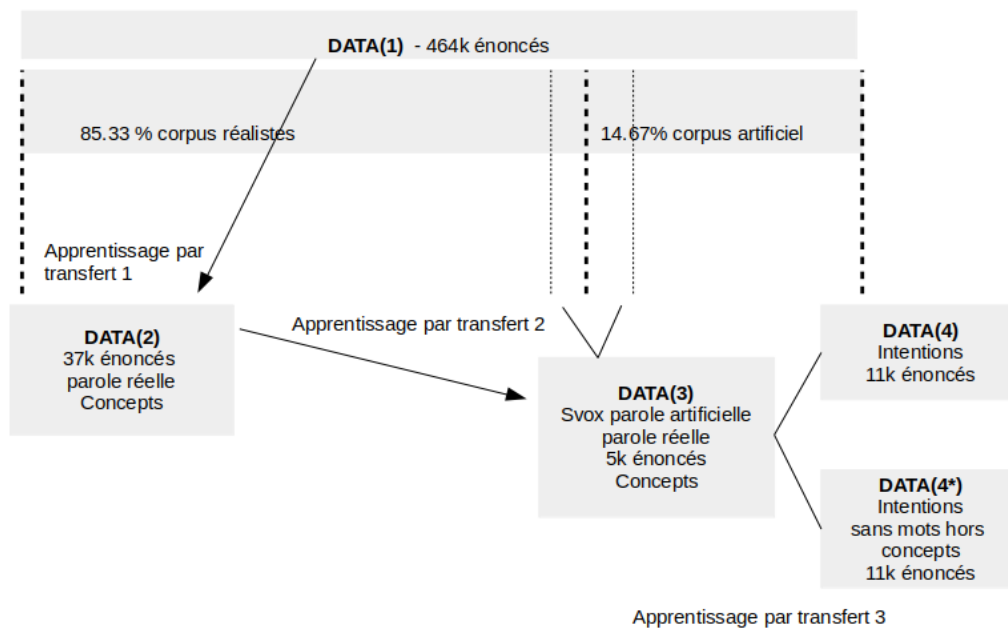 DATA(1) - 464k énoncés
85.33 % corpus réalistes
14.67% corpus artificiel
Apprentissage par
transfert 1
DATA(2)
37k énoncés
parole réelle
Concepts
Apprentissage par transfert 2
DATA(3)
Svox parole artificielle
parole réelle
5k énoncés
Concepts
DATA(4)
Intentions
11k énoncés
DATA(4*)
Intentions
sans mots hors
concepts
11k énoncés
Apprentissage par transfert 3